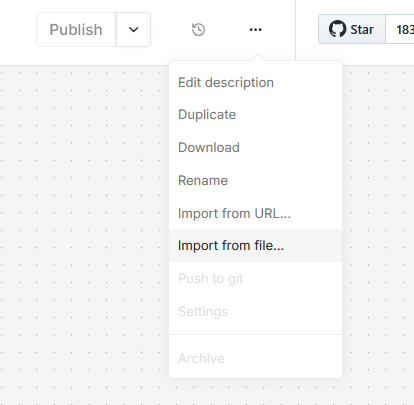 Publish
Star
183
Edit description
Duplicate
Download
Rename
Import from URL...
Import from file...
Push to git
Settings
Archive